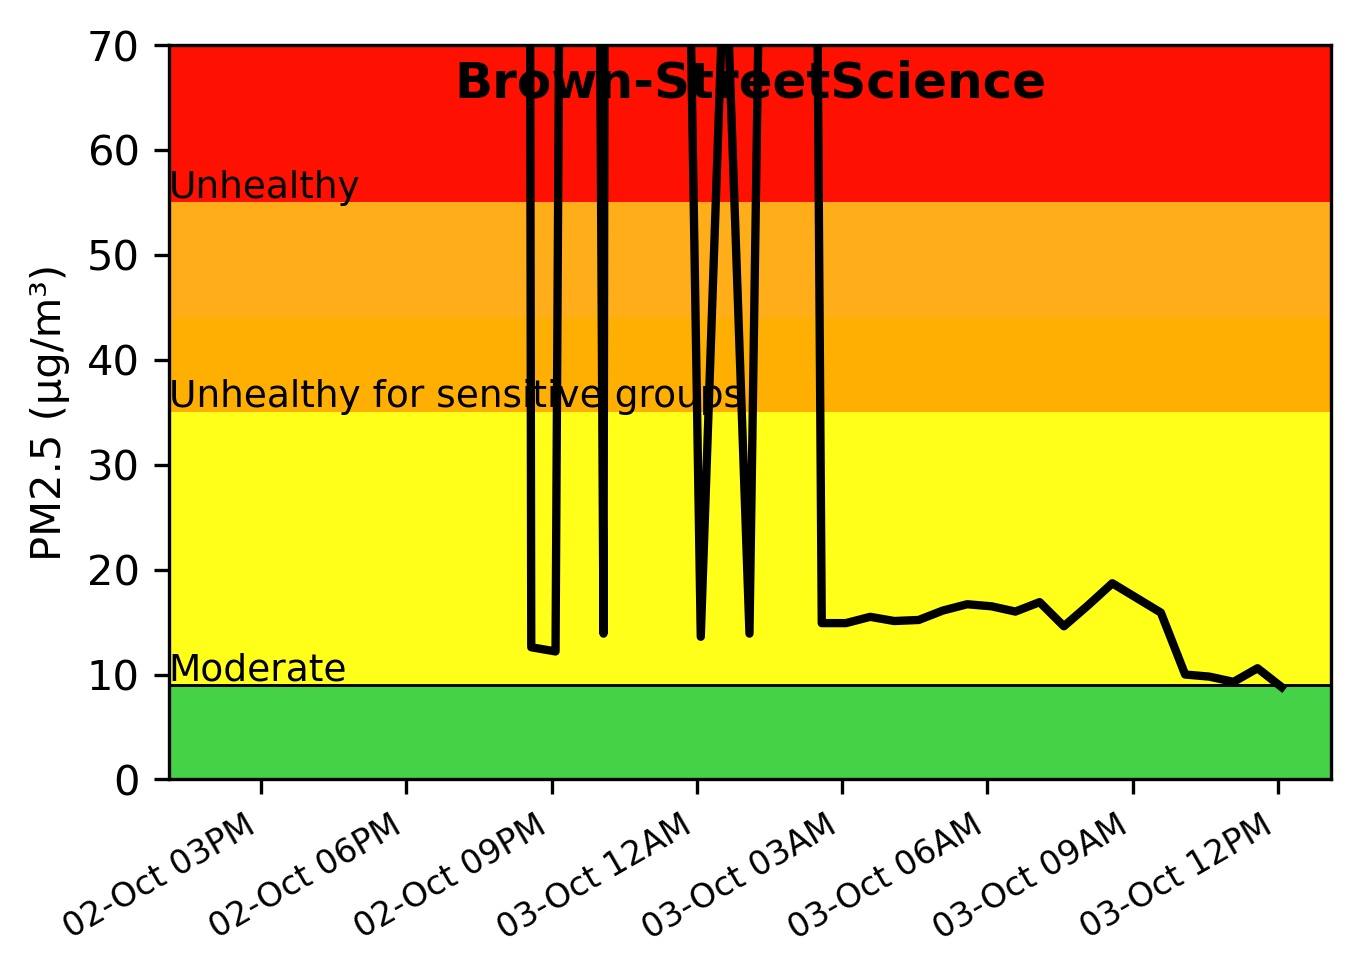 Brown-StreetScience
PM2.5 (µg/m³)
70
60
50
40
30
20
10
0
Unhealthy
Unhealthy for sensitive groups
Moderate
02-Oct 03PM
02-Oct 06PM
02-Oct 09PM
03-Oct 12AM
03-Oct 03AM
03-Oct 06AM
03-Oct 09AM
03-Oct 12PM